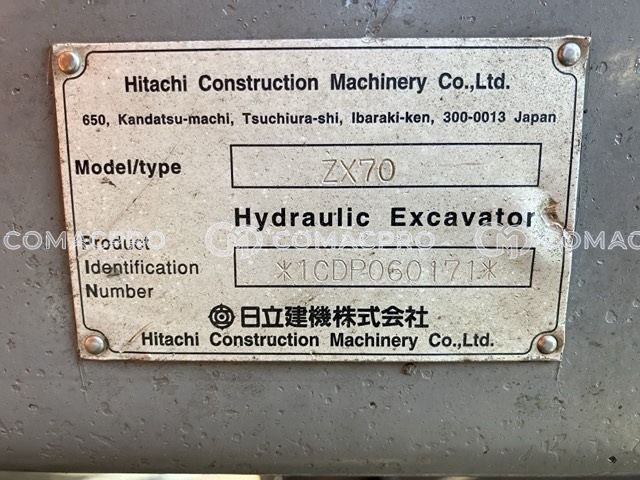 Hitachi Construction Machinery Co.,Ltd.
650, Kandatsu-machi, Tsuchiura-shi, Ibaraki-ken, 300-0013 Japan
Model/type ZX70
Hydraulic Excavator
COMACPRO COMACPRO COMACPRO
Product
Identification *1CDP060171*
Number
日立建機株式会社
Hitachi Construction Machinery Co.,Ltd.